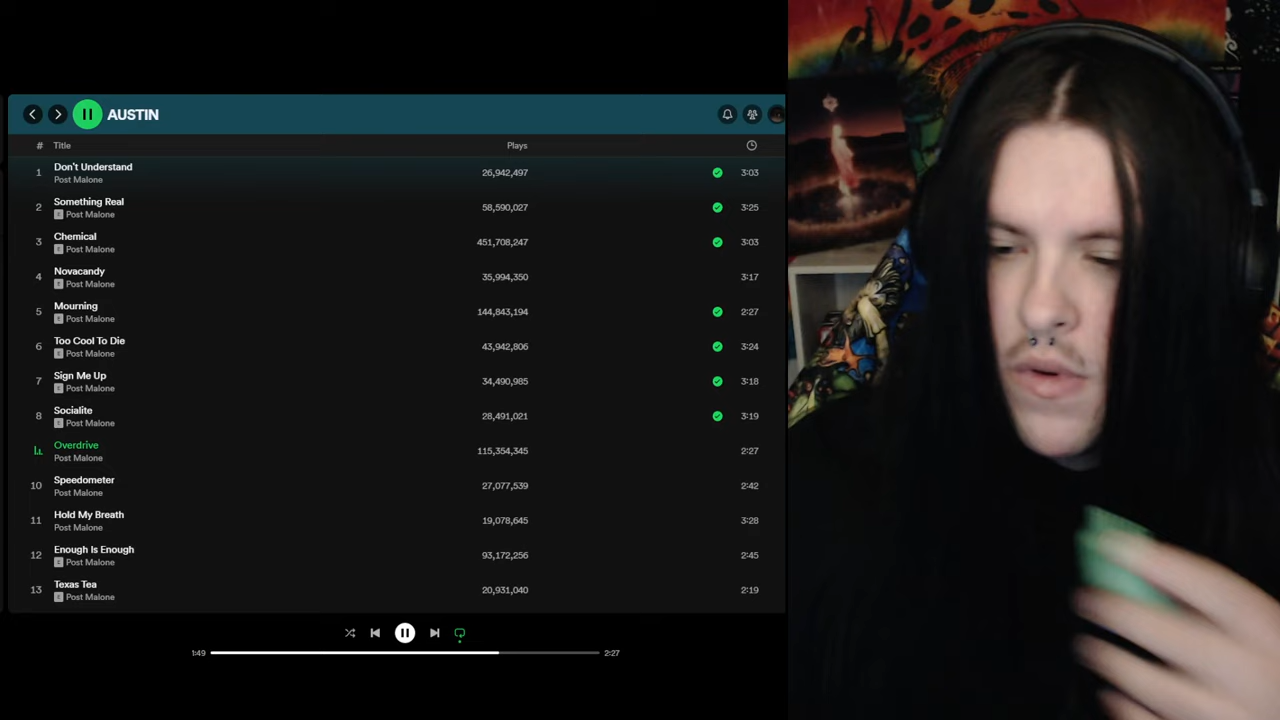 AUSTIN
# Title Plays
1 Don't Understand 26,942,497 3:03
Post Malone
2 Something Real 58,590,027 3:25
E Post Malone
3 Chemical 451,708,247 3:03
E Post Malone
4 Novacandy 35,994,350 3:17
E Post Malone
5 Mourning 144,843,194 2:27
E Post Malone
6 Too Cool To Die 43,942,806 3:24
E Post Malone
7 Sign Me Up 34,490,985 3:18
E Post Malone
8 Socialite 28,491,021 3:19
E Post Malone
Overdrive 115,354,345 2:27
Post Malone
10 Speedometer 27,077,539 2:42
Post Malone
11 Hold My Breath 19,078,645 3:28
Post Malone
12 Enough Is Enough 93,172,256 2:45
E Post Malone
13 Texas Tea 20,931,040 2:19
E Post Malone
1:49 2:27